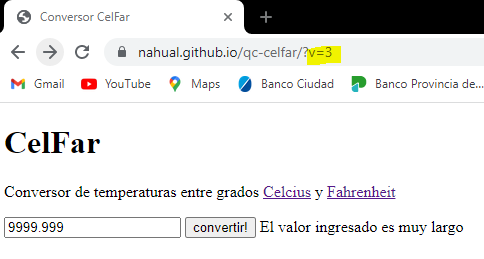 Conversor CelFar
nahual.github.io/qc-celfar/?v=3
Gmail YouTube Maps Banco Ciudad Banco Provincia de...
CelFar
Conversor de temperaturas entre grados Celcius y Fahrenheit
9999.999 convertir! El valor ingresado es muy largo